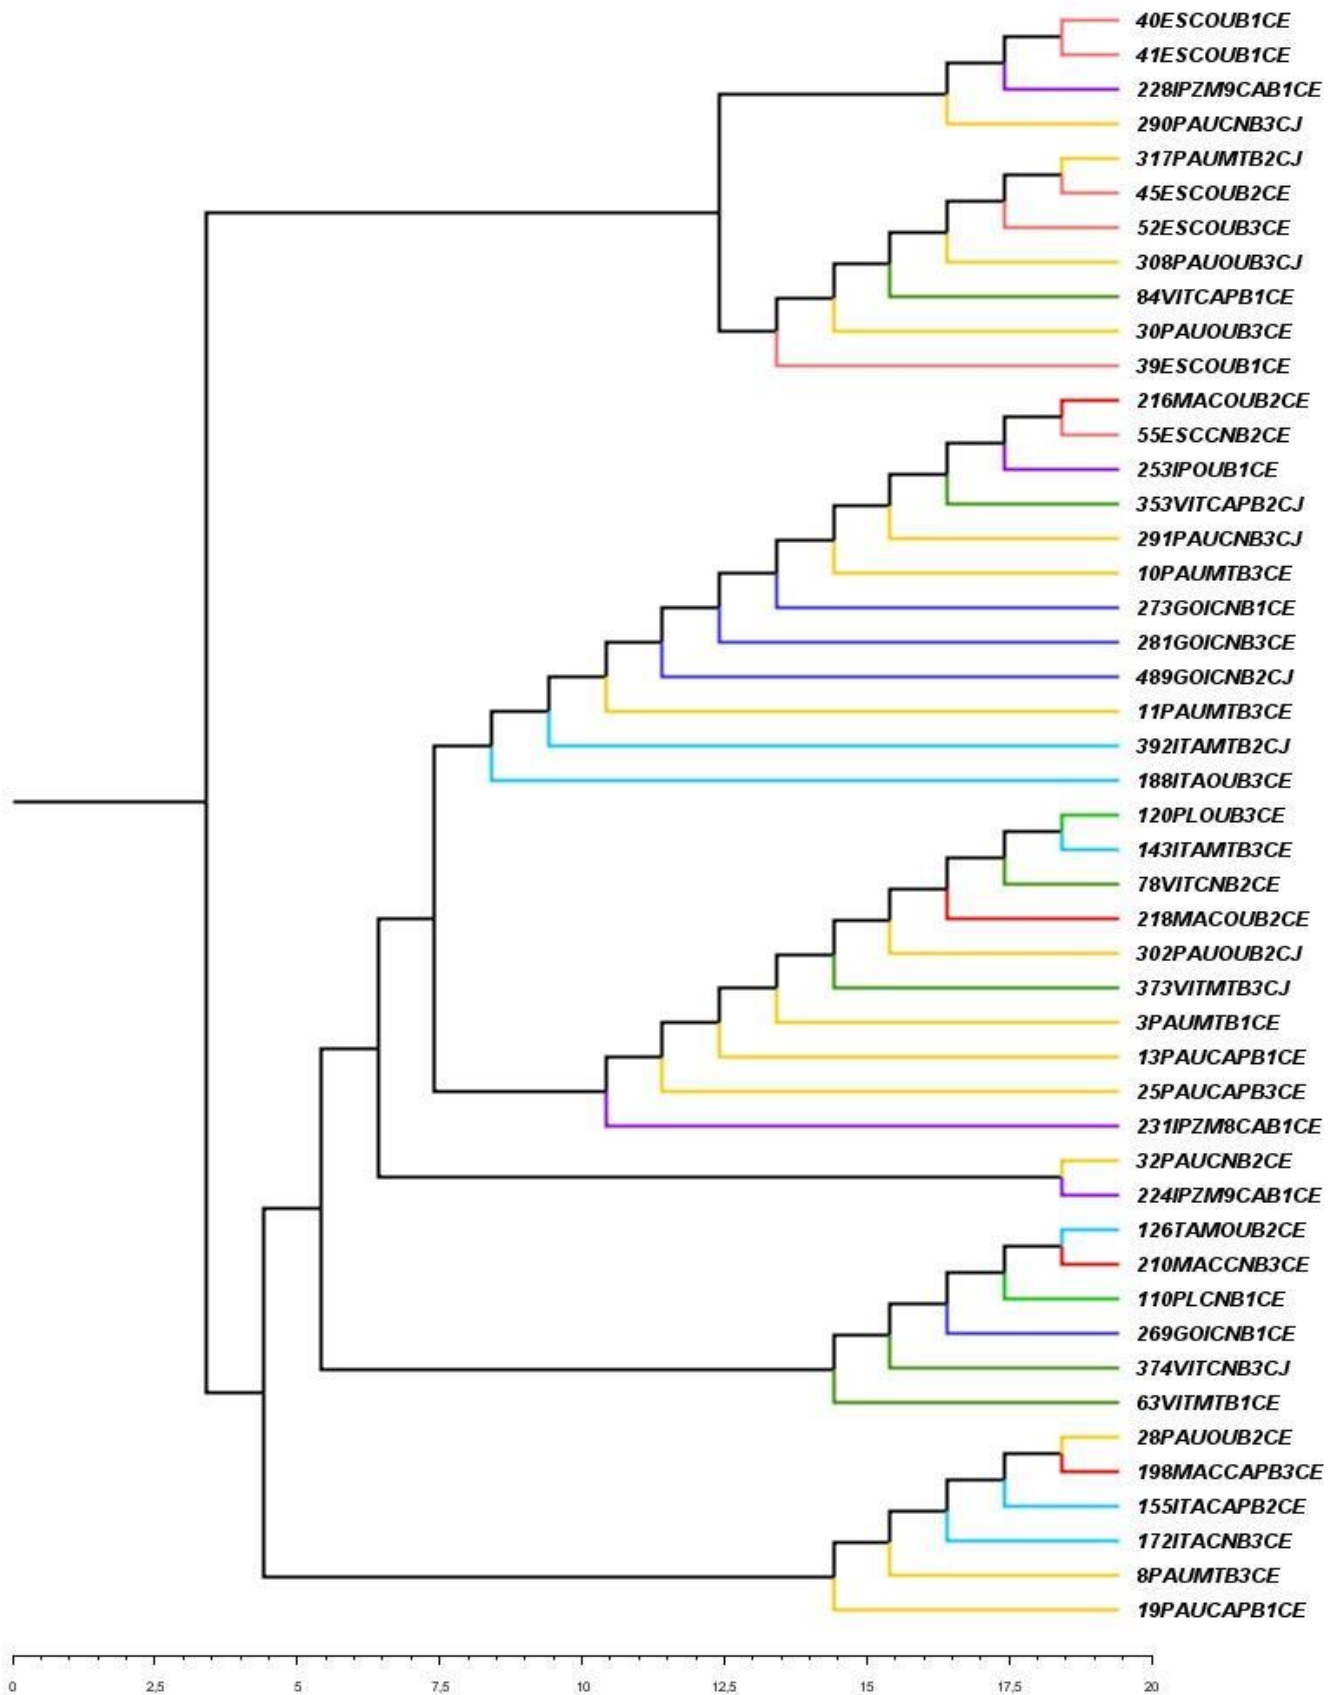 40ESCOUB1CE
41ESCOUB1CE
228IPZM9CAB1CE
290PAUCNB3CJ
317PAUMTB2CJ
45ESCOUB2CE
52ESCOUB3CE
308PAUOUB3CJ
84VITCAPB1CE
30PAUOUB3CE
39ESCOUB1CE
216MACOUB2CE
55ESCCNB2CE
253IPOUB1CE
353VITCAPB2CJ
291PAUCNB3CJ
10PAUMTB3CE
273GOICNB1CE
281GOICNB3CE
489GOICNB2CJ
11PAUMTB3CE
392ITAMTB2CJ
188ITAOUB3CE
120PLOUB3CE
143ITAMTB3CE
78VITCNB2CE
218MACOUB2CE
302PAUOUB2CJ
373VITMTB3CJ
3PAUMTB1CE
13PAUCAPB1CE
25PAUCAPB3CE
231IPZM8CAB1CE
32PAUCNB2CE
224IPZM9CAB1CE
126TAMOUB2CE
210MACCNB3CE
110PLCNB1CE
269GOICNB1CE
374VITCNB3CJ
63VITMTB1CE
28PAUOUB2CE
198MACCAPB3CE
155ITACAPB2CE
172ITACNB3CE
8PAUMTB3CE
19PAUCAPB1CE
0 2,5 5 7,5 10 12,5 15 17,5 20